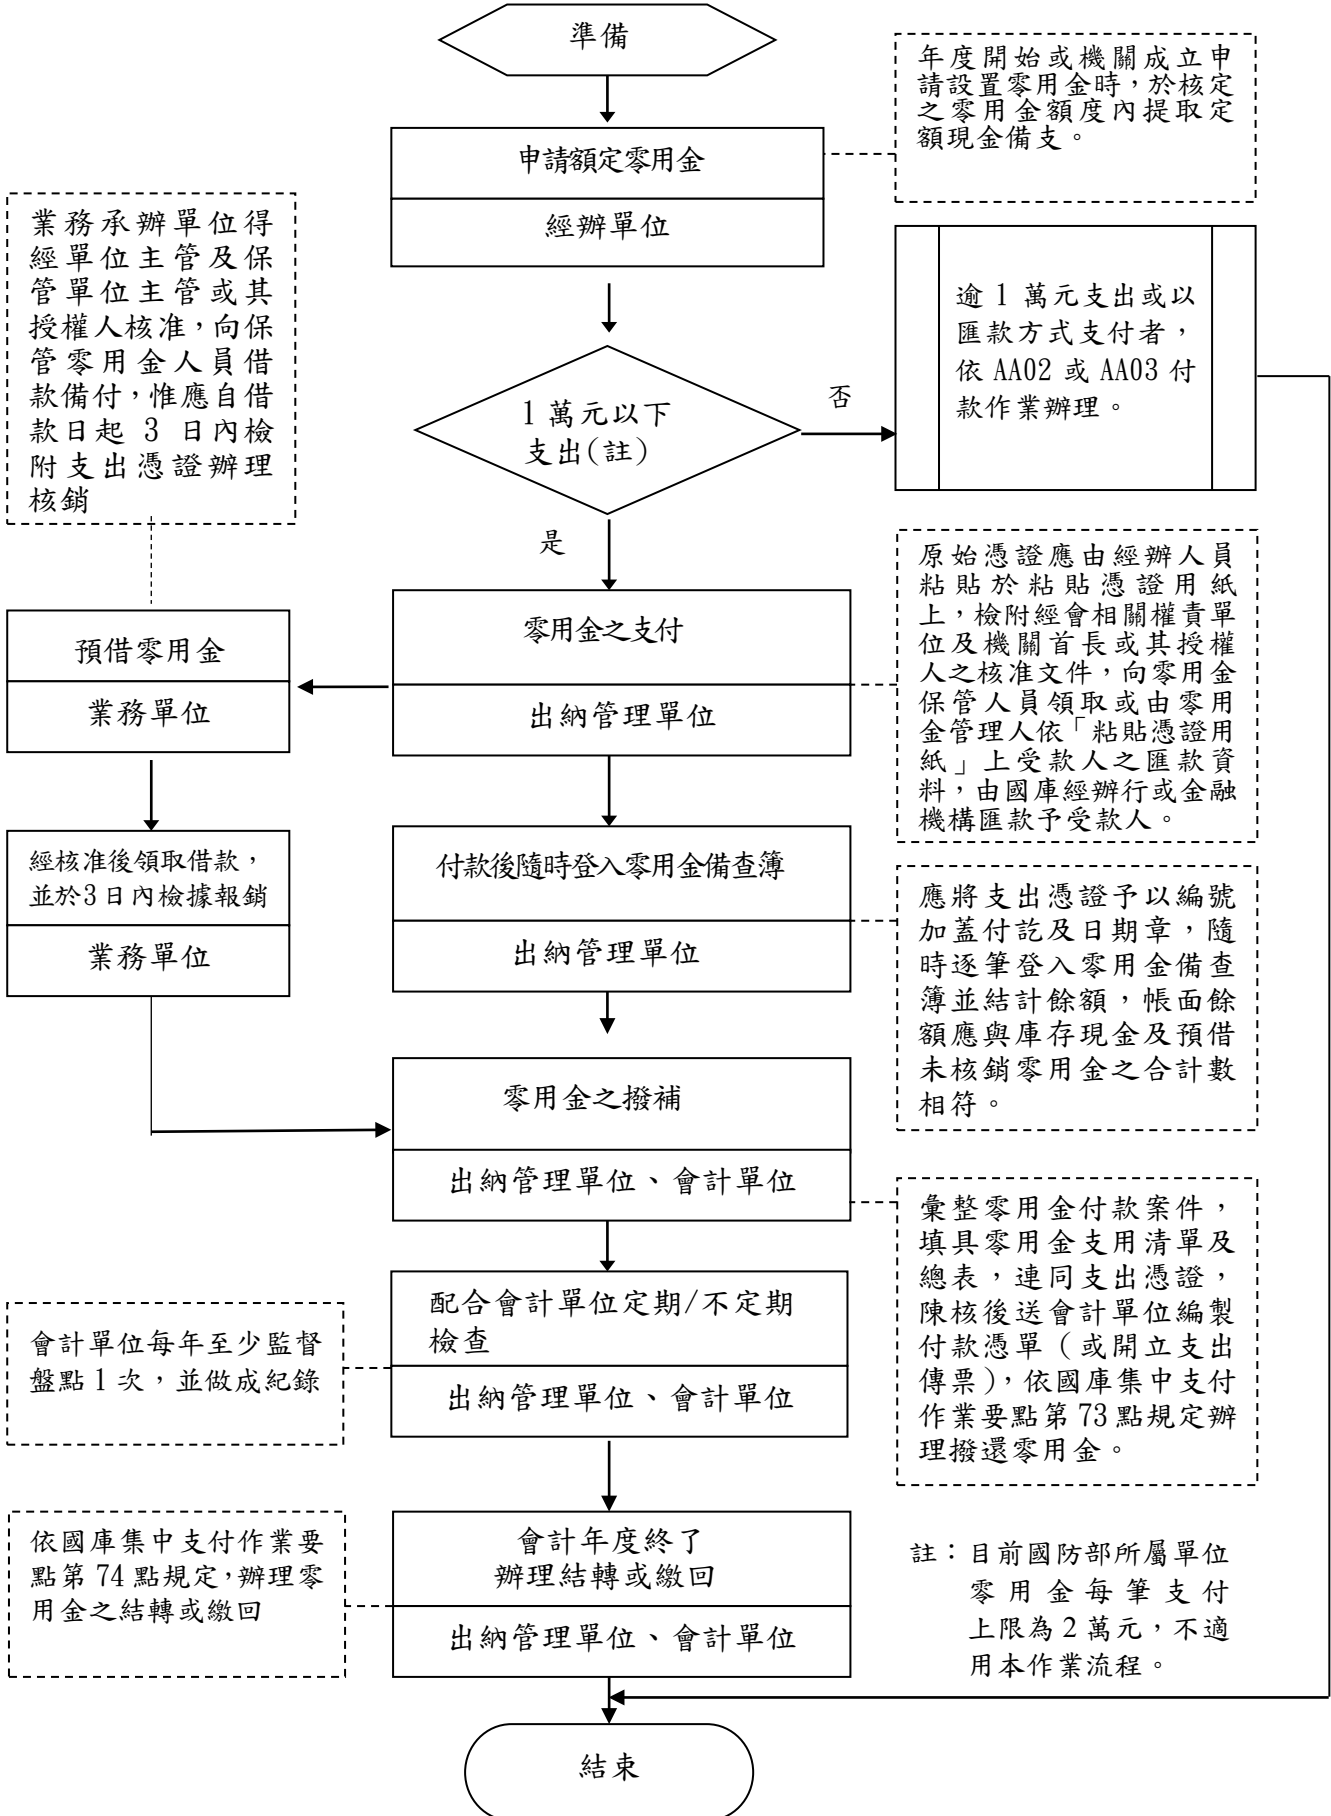 準備
年度開始或機關成立申
請設置零用金時，於核定
之零用金額度內提取定
額現金備支。
申請額定零用金
經辦單位
業務承辦單位得
經單位主管及保
管單位主管或其
授權人核准，向保
管零用金人員借
款備付，惟應自借
款日起 3 日內檢
附支出憑證辦理
核銷
逾 1 萬元支出或以
匯款方式支付者，
依 AA02 或 AA03 付
款作業辦理。
1 萬元以下
支出(註)
否
是
原始憑證應由經辦人員
粘貼於粘貼憑證用紙
上，檢附經會相關權責單
位及機關首長或其授權
人之核准文件，向零用金
保管人員領取或由零用
金管理人依「粘貼憑證用
紙」上受款人之匯款資
料，由國庫經辦行或金融
機構匯款予受款人。
零用金之支付
出納管理單位
預借零用金
業務單位
經核准後領取借款，
並於3日內檢據報銷
業務單位
付款後隨時登入零用金備查簿
出納管理單位
應將支出憑證予以編號
加蓋付訖及日期章，隨
時逐筆登入零用金備查
簿並結計餘額，帳面餘
額應與庫存現金及預借
未核銷零用金之合計數
相符。
零用金之撥補
出納管理單位、會計單位
彙整零用金付款案件，
填具零用金支用清單及
總表，連同支出憑證，
陳核後送會計單位編製
付款憑單（或開立支出
傳票)，依國庫集中支付
作業要點第 73 點規定辦
理撥還零用金。
配合會計單位定期/不定期
檢查
出納管理單位、會計單位
會計單位每年至少監督
盤點 1 次，並做成紀錄
會計年度終了
辦理結轉或繳回
出納管理單位、會計單位
依國庫集中支付作業要
點第 74 點規定，辦理零
用金之結轉或繳回
註：目前國防部所屬單位
零用金每筆支付
上限為 2 萬元，不適
用本作業流程。
結束